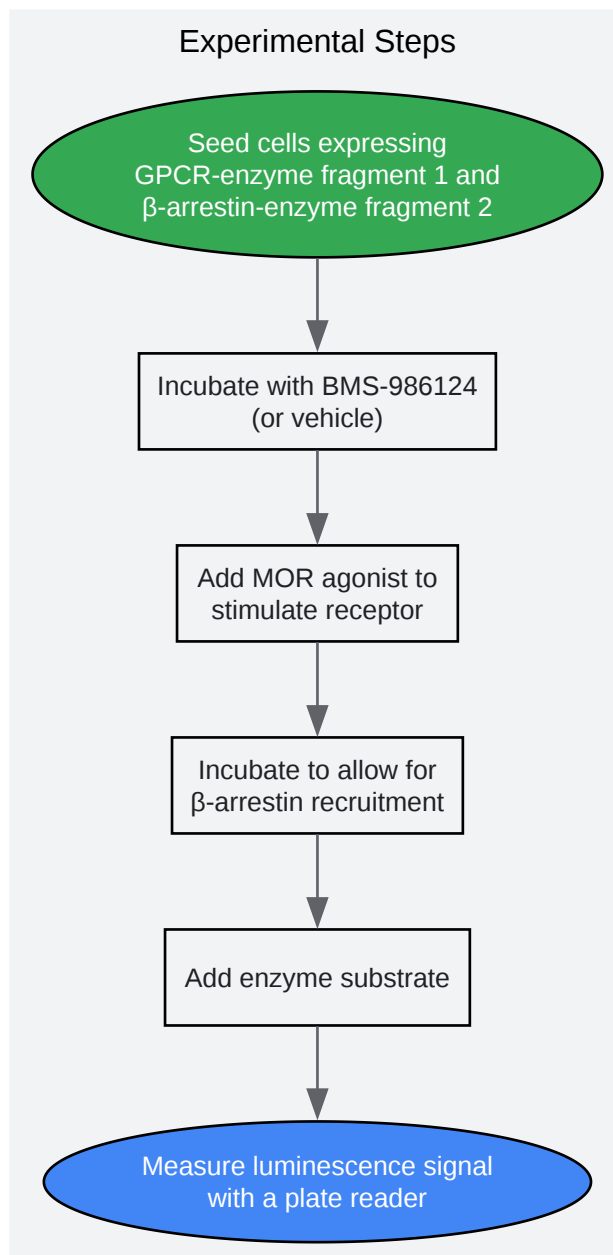 Experimental Steps
Seed cells expressing
GPCR-enzyme fragment 1 and
β-arrestin-enzyme fragment 2
Incubate with BMS-986124
(or vehicle)
Add MOR agonist to
stimulate receptor
Incubate to allow for
β-arrestin recruitment
Add enzyme substrate
Measure luminescence signal
with a plate reader